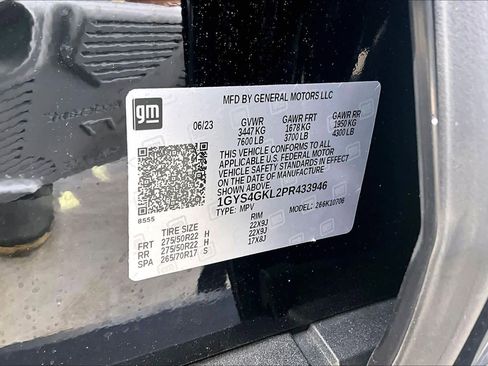 gm
MFD BY GENERAL MOTORS LLC
06/23 GVWR GAWR FRT GAWR RR
3447 KG 1678 KG 1950 KG
7600 LB 3700 LB 4300 LB
THIS VEHICLE CONFORMS TO ALL
APPLICABLE U.S. FEDERAL MOTOR
VEHICLE SAFETY STANDARDS IN EFFECT
ON THE DATE OF MANUFACTURE
SHOWN ABOVE.
1GYS4GKL2PR433946
TYPE: MPV MODEL: 266K10706
8555
TIRE SIZE RIM
FRT 275/50R22 H 22X9J
RR 275/50R22 H 22X9J
SPA 265/70R17 S 17X8J